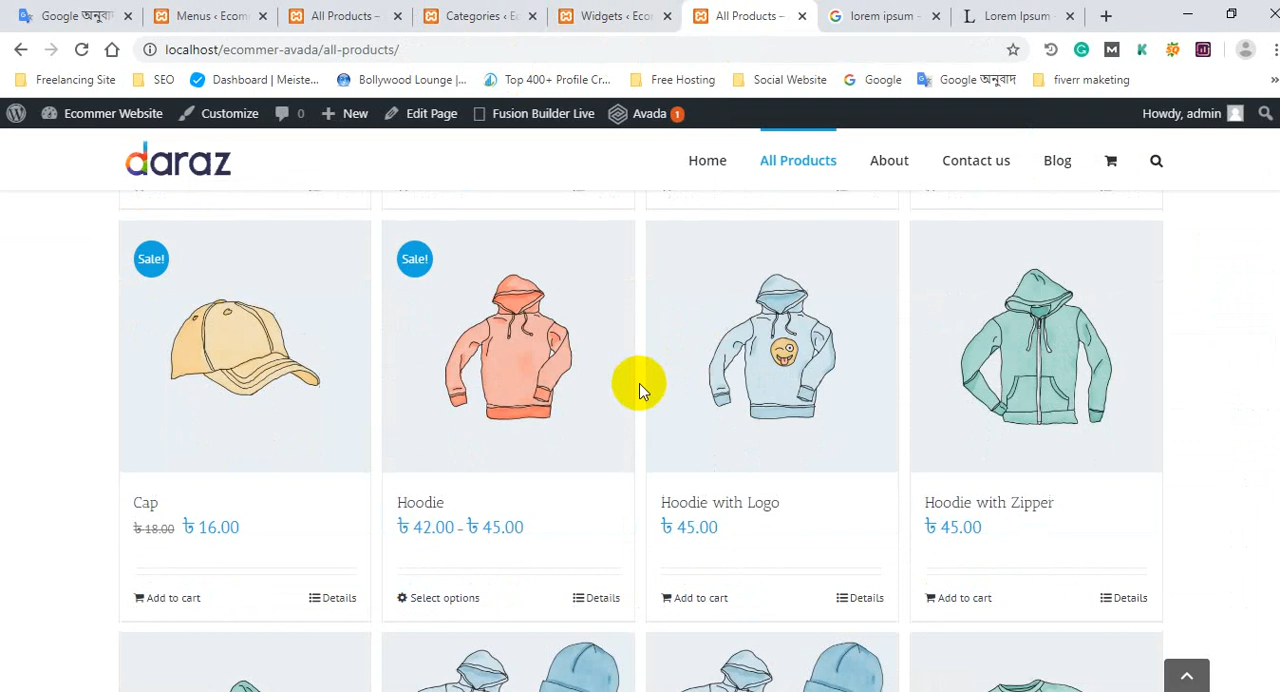 Google অনুবাদ
Menus ‹ Ecom
All Products –
Categories ‹ E
Widgets ‹ Ecor
All Products –
lorem ipsum -
Lorem Ipsum
localhost/ecommer-avada/all-products/
Freelancing Site
SEO
Dashboard | Meiste...
Bollywood Lounge |...
Top 400+ Profile Cr...
Free Hosting
Social Website
Google
Google অনুবাদ
fiverr maketing
»
Ecommer Website
Customize
0
New
Edit Page
Fusion Builder Live
Avada 1
Howdy, admin
daraz
Home
All Products
About
Contact us
Blog
Sale!
Sale!
Cap
৳ 18.00 ৳ 16.00
Add to cart
Details
Hoodie
৳ 42.00 - ৳ 45.00
Select options
Details
Hoodie with Logo
৳ 45.00
Add to cart
Details
Hoodie with Zipper
৳ 45.00
Add to cart
Details